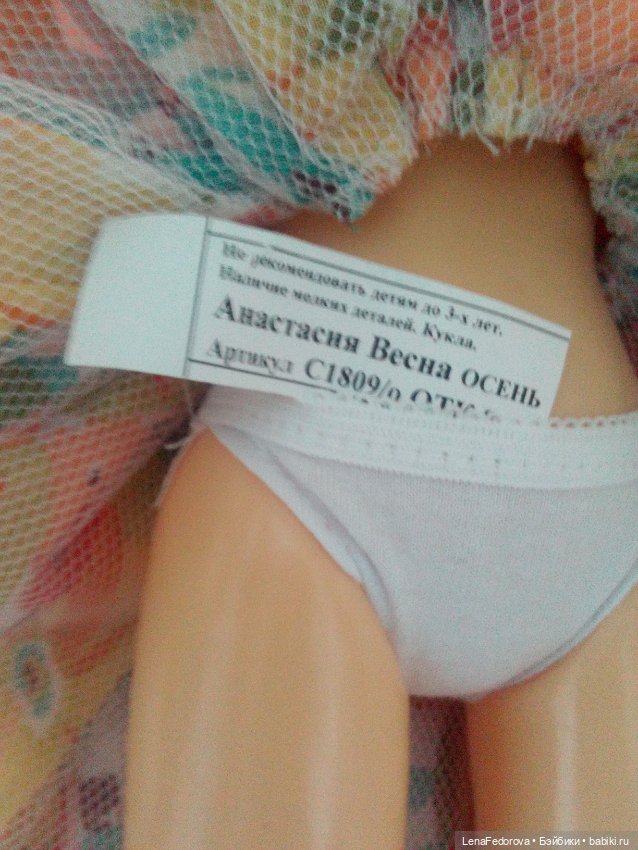 Не рекомендовать детям до 3-х лет.
Наличие мелких деталей. Кукла.
Анастасия Весна ОСЕНЬ
Артикул С1809/о ОТК
LenaFedorova • Бэйбики • babiki.ru